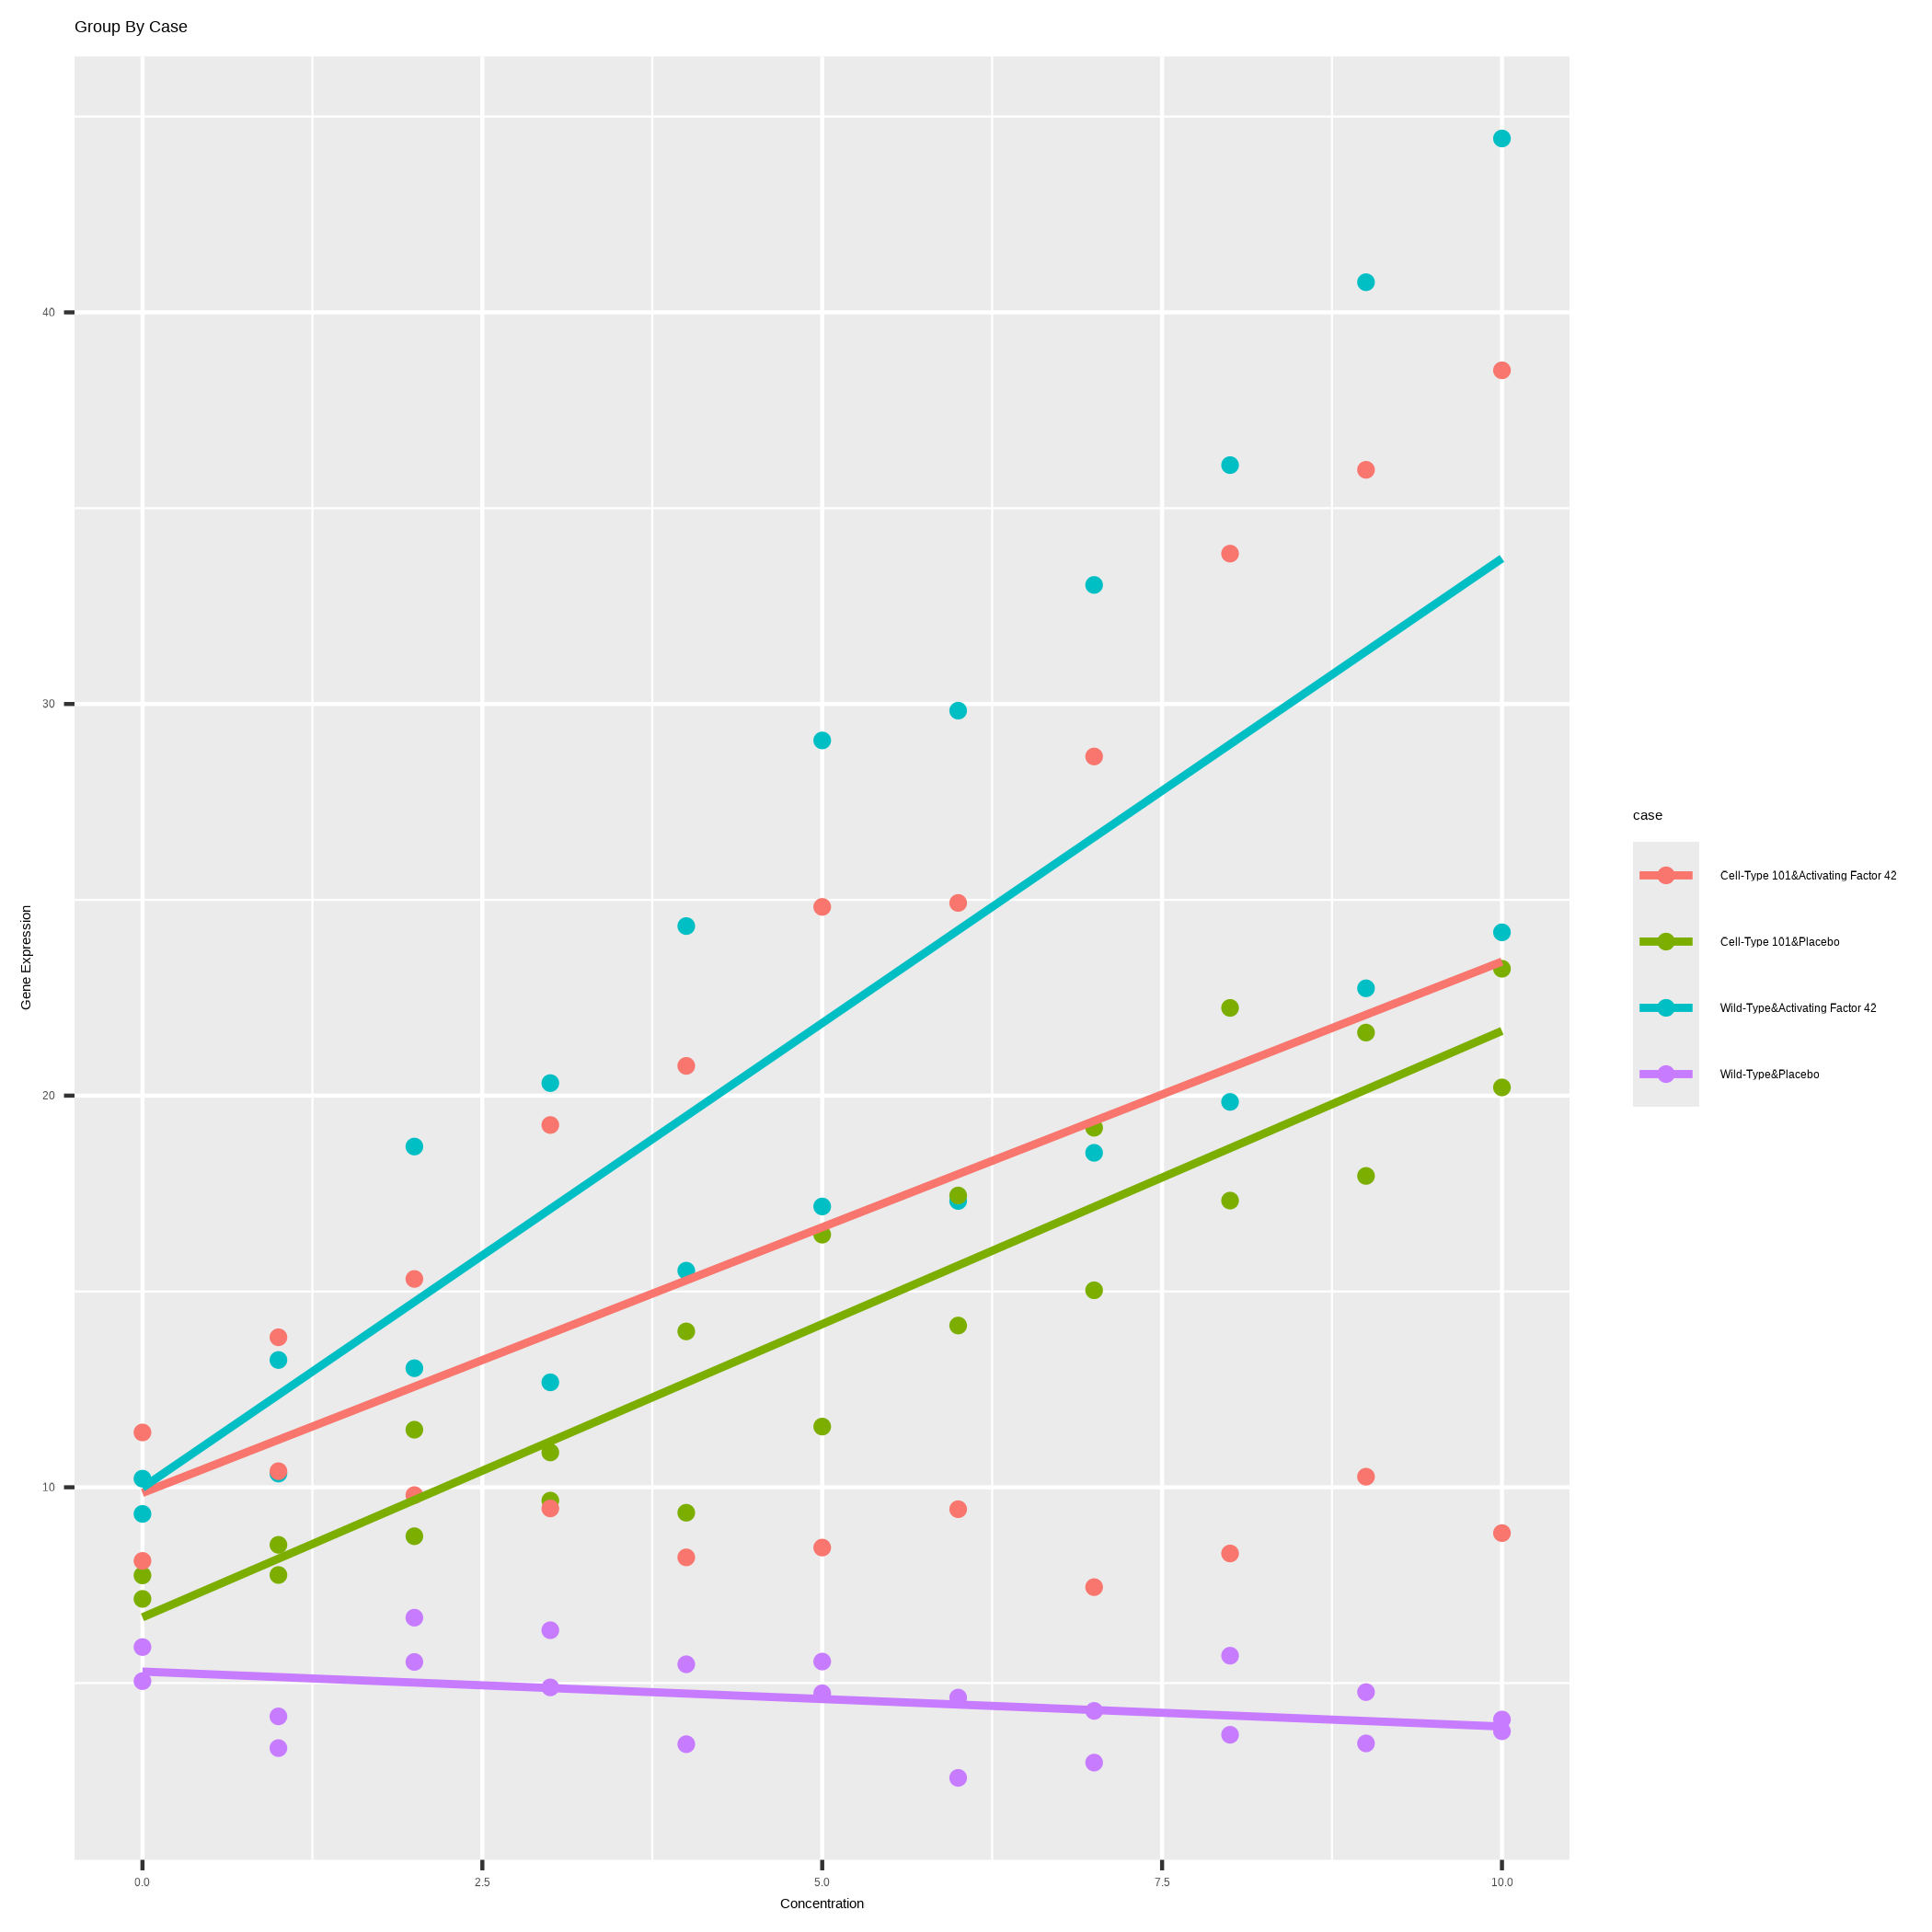 Group By Case
40
30
20
10
Gene Expression
0.0
2.5
5.0
7.5
10.0
Concentration
case
Cell-Type 101&Activating Factor 42
Cell-Type 101&Placebo
Wild-Type&Activating Factor 42
Wild-Type&Placebo